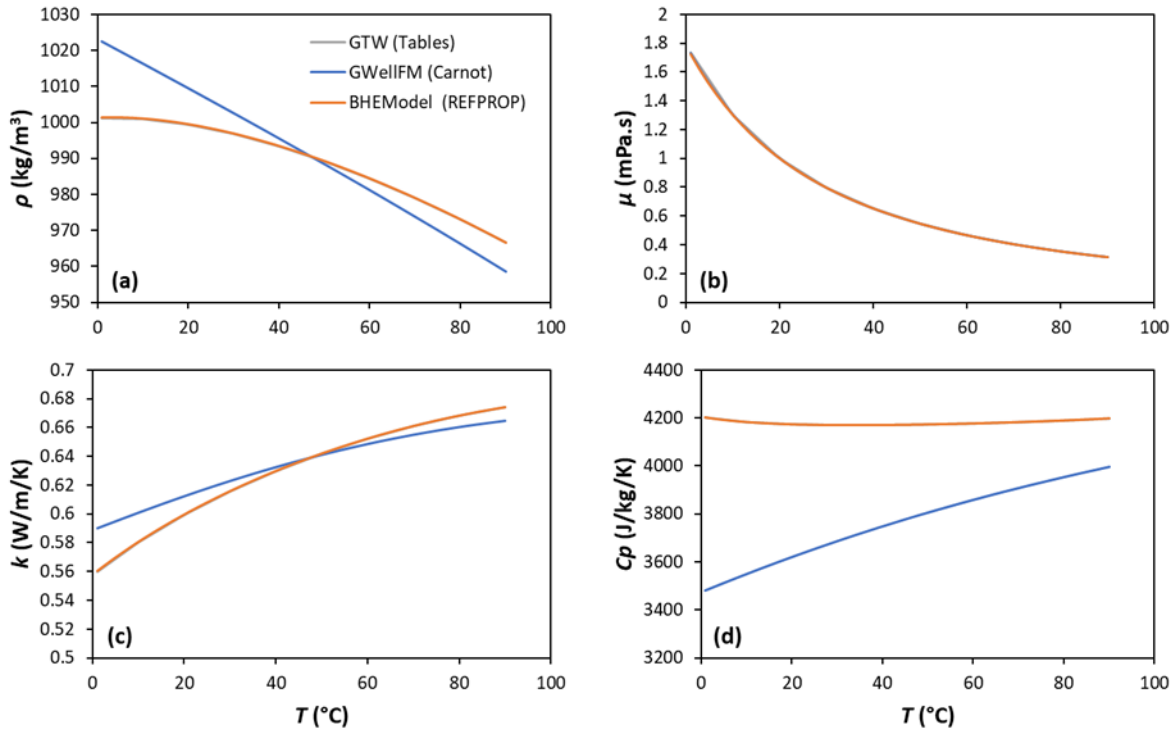 1030
1020
1010
1000
990
980
970
960
950
ρ (kg/m³)
GTW (Tables)
GWellFM (Carnot)
BHEModel (REFPROP)
(a)
0 20 40 60 80 100
2
1.8
1.6
1.4
1.2
1
0.8
0.6
0.4
0.2
0
μ (mPa.s)
(b)
0 20 40 60 80 100
0.7
0.68
0.66
0.64
0.62
0.6
0.58
0.56
0.54
0.52
0.5
k (W/m/K)
(c)
0 20 40 60 80 100
T (°C)
4400
4200
4000
3800
3600
3400
3200
Cp (J/kg/K)
(d)
0 20 40 60 80 100
T (°C)